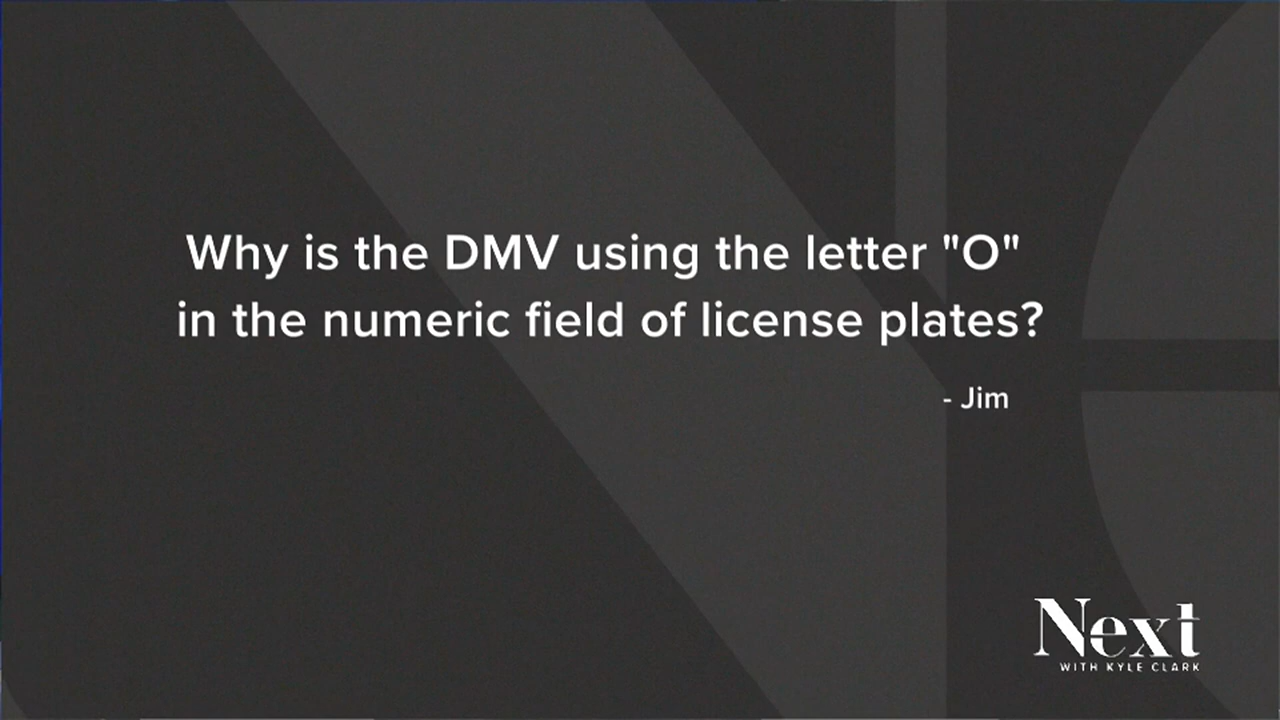 Why is the DMV using the letter "O"
in the numeric field of license plates?
- Jim
Next
WITH KYLE CLARK